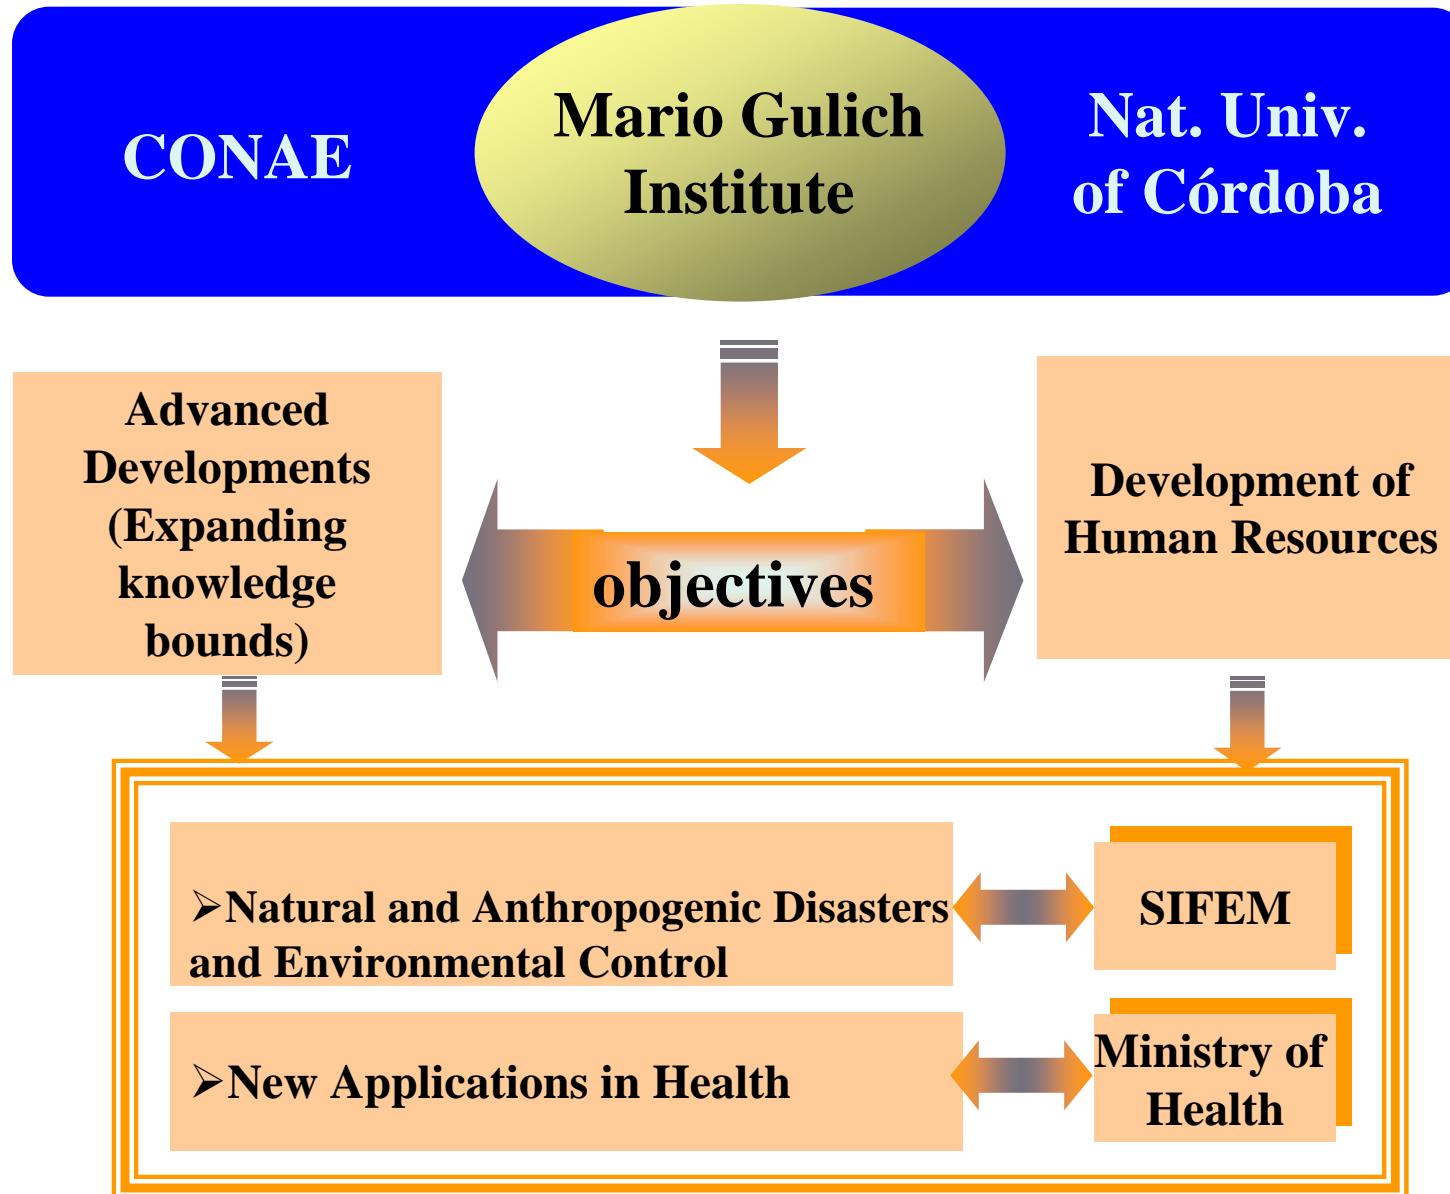 CONAE
Mario Gulich
Institute
Nat. Univ.
of Córdoba
Advanced
Developments
(Expanding
knowledge
bounds)
objectives
Development of
Human Resources
➢Natural and Anthropogenic Disasters
and Environmental Control
SIFEM
➢New Applications in Health
Ministry of
Health